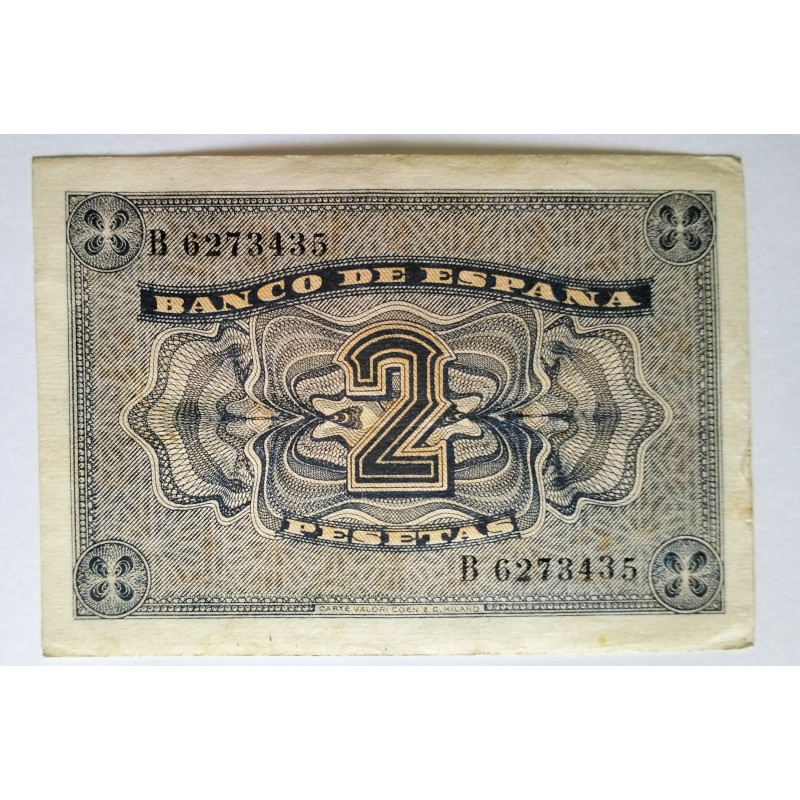 B 6273435
BANCO DE ESPAÑA
2
PESETAS
B 6273435
CARTE VALORI COEN & C. MILANO